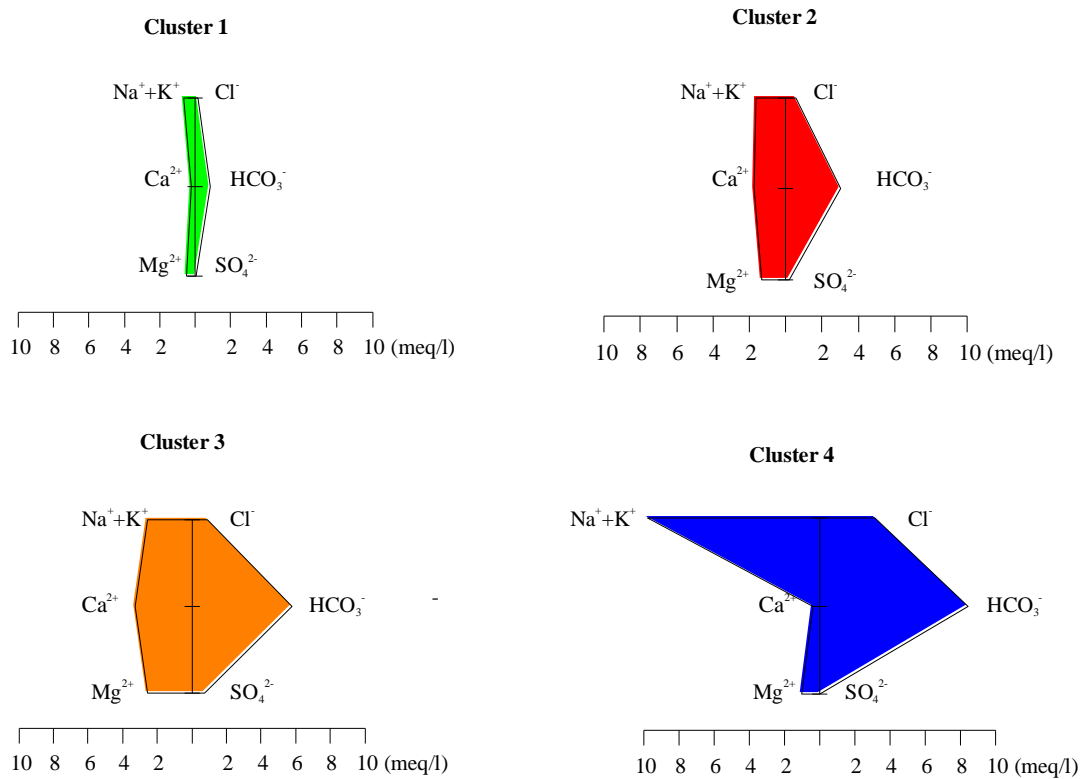 Cluster 1
Na⁺+K⁺ Cl⁻
Ca²⁺ HCO₃⁻
Mg²⁺ SO₄²⁻
10 8 6 4 2 2 4 6 8 10 (meq/l)
Cluster 2
Na⁺+K⁺ Cl⁻
Ca²⁺ HCO₃⁻
Mg²⁺ SO₄²⁻
10 8 6 4 2 2 4 6 8 10 (meq/l)
Cluster 3
Na⁺+K⁺ Cl⁻
Ca²⁺ HCO₃⁻ -
Mg²⁺ SO₄²⁻
10 8 6 4 2 2 4 6 8 10 (meq/l)
Cluster 4
Na⁺+K⁺ Cl⁻
Ca²⁺ HCO₃⁻
Mg²⁺ SO₄²⁻
10 8 6 4 2 2 4 6 8 10 (meq/l)